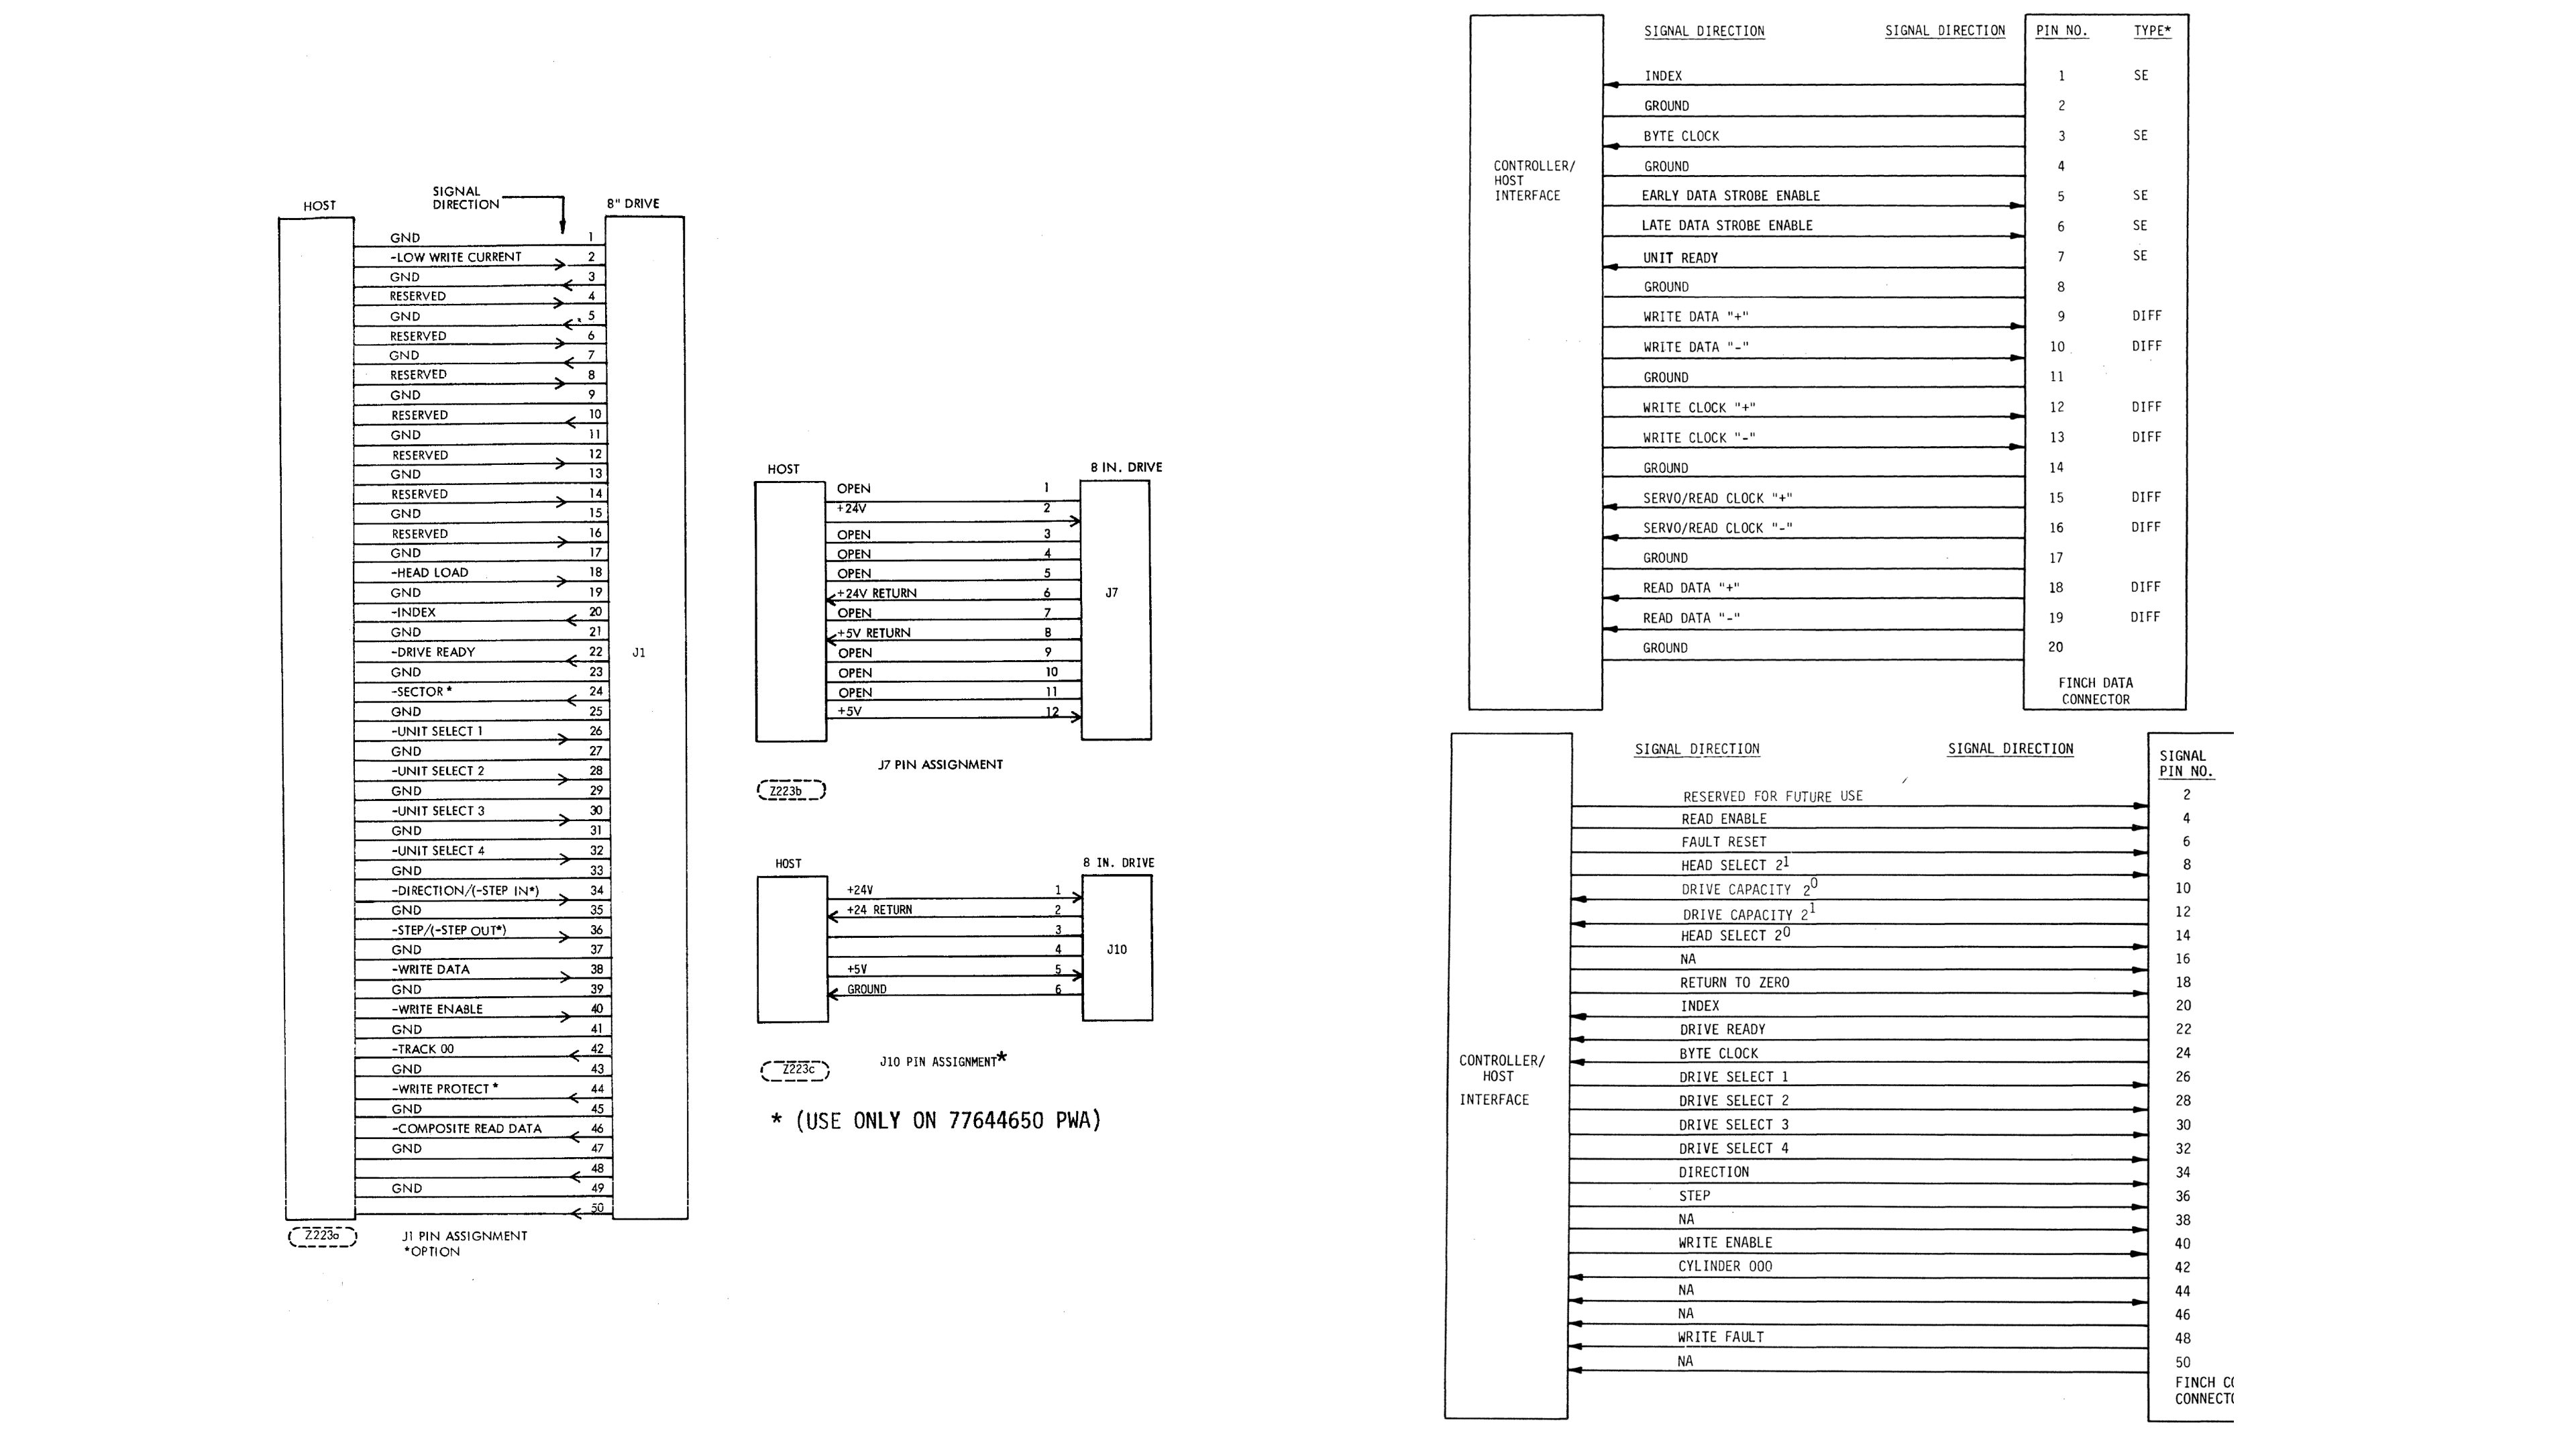 SIGNAL
DIRECTION
HOST
8" DRIVE
GND 1
-LOW WRITE CURRENT 2
GND 3
RESERVED 4
GND 5
RESERVED 6
GND 7
RESERVED 8
GND 9
RESERVED 10
GND 11
RESERVED 12
GND 13
RESERVED 14
GND 15
RESERVED 16
GND 17
-HEAD LOAD 18
GND 19
-INDEX 20
GND 21
-DRIVE READY 22
J1
GND 23
-SECTOR * 24
GND 25
-UNIT SELECT 1 26
GND 27
-UNIT SELECT 2 28
GND 29
-UNIT SELECT 3 30
GND 31
-UNIT SELECT 4 32
GND 33
-DIRECTION/(-STEP IN*) 34
GND 35
-STEP/(-STEP OUT*) 36
GND 37
-WRITE DATA 38
GND 39
-WRITE ENABLE 40
GND 41
-TRACK 00 42
GND 43
-WRITE PROTECT * 44
GND 45
-COMPOSITE READ DATA 46
GND 47
48
GND 49
50
Z223a
J1 PIN ASSIGNMENT
*OPTION
HOST
8 IN. DRIVE
OPEN 1
+24V 2
OPEN 3
OPEN 4
OPEN 5
+24V RETURN 6
J7
OPEN 7
+5V RETURN 8
OPEN 9
OPEN 10
OPEN 11
+5V 12
J7 PIN ASSIGNMENT
Z223b
HOST
8 IN. DRIVE
+24V 1
+24 RETURN 2
3
4
J10
+5V 5
GROUND 6
J10 PIN ASSIGNMENT*
Z223c
* (USE ONLY ON 77644650 PWA)
SIGNAL DIRECTION SIGNAL DIRECTION PIN NO. TYPE*
INDEX 1 SE
GROUND 2
BYTE CLOCK 3 SE
CONTROLLER/
HOST
INTERFACE
GROUND 4
EARLY DATA STROBE ENABLE 5 SE
LATE DATA STROBE ENABLE 6 SE
UNIT READY 7 SE
GROUND 8
WRITE DATA "+" 9 DIFF
WRITE DATA "-" 10 DIFF
GROUND 11
WRITE CLOCK "+" 12 DIFF
WRITE CLOCK "-" 13 DIFF
GROUND 14
SERVO/READ CLOCK "+" 15 DIFF
SERVO/READ CLOCK "-" 16 DIFF
GROUND 17
READ DATA "+" 18 DIFF
READ DATA "-" 19 DIFF
GROUND 20
FINCH DATA
CONNECTOR
SIGNAL DIRECTION SIGNAL DIRECTION
SIGNAL
PIN NO.
RESERVED FOR FUTURE USE 2
READ ENABLE 4
FAULT RESET 6
HEAD SELECT 2¹ 8
DRIVE CAPACITY 2⁰ 10
DRIVE CAPACITY 2¹ 12
HEAD SELECT 2⁰ 14
NA 16
RETURN TO ZERO 18
INDEX 20
DRIVE READY 22
BYTE CLOCK 24
CONTROLLER/
HOST
INTERFACE
DRIVE SELECT 1 26
DRIVE SELECT 2 28
DRIVE SELECT 3 30
DRIVE SELECT 4 32
DIRECTION 34
STEP 36
NA 38
WRITE ENABLE 40
CYLINDER 000 42
NA 44
NA 46
WRITE FAULT 48
NA 50
FINCH